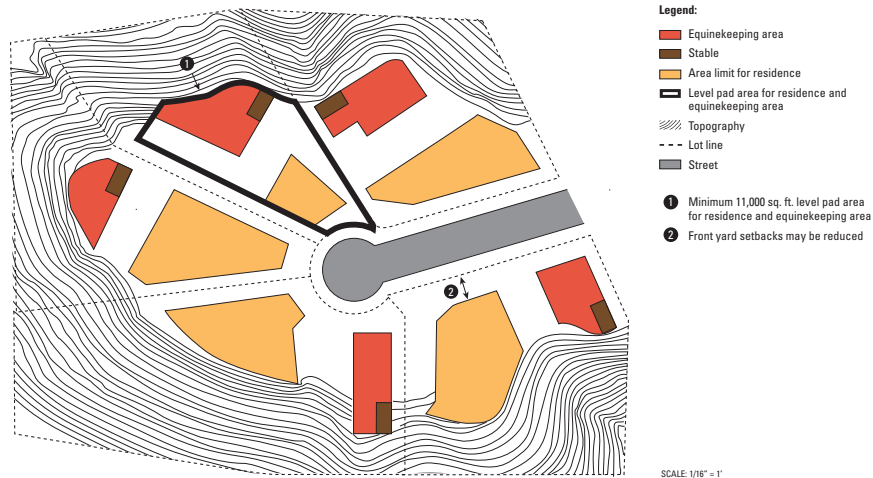 Legend:
Equinekeeping area
Stable
Area limit for residence
Level pad area for residence and
equinekeeping area
Topography
Lot line
Street
1 Minimum 11,000 sq. ft. level pad area
for residence and equinekeeping area
2 Front yard setbacks may be reduced
1
2
SCALE: 1/16" = 1'